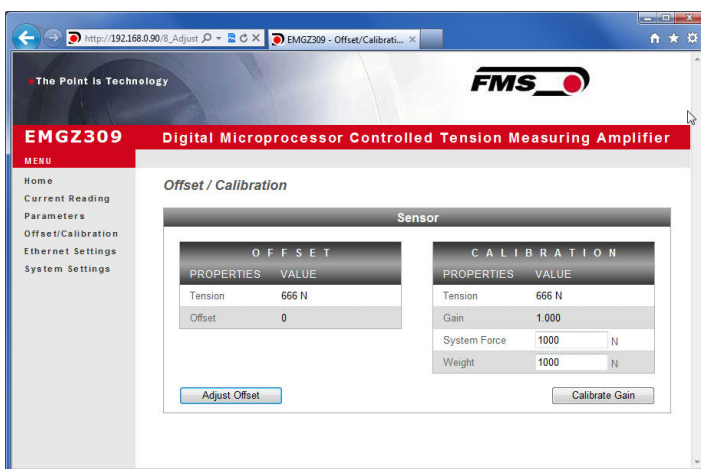 http://192.168.0.90/8_Adjust
EMGZ309 - Offset/Calibrati...
The Point is Technology
FMS
EMGZ309
Digital Microprocessor Controlled Tension Measuring Amplifier
MENU
Home
Current Reading
Parameters
Offset/Calibration
Ethernet Settings
System Settings
Offset / Calibration
Sensor
OFFSET
PROPERTIES VALUE
Tension 666 N
Offset 0
Adjust Offset
CALIBRATION
PROPERTIES VALUE
Tension 666 N
Gain 1.000
System Force 1000 N
Weight 1000 N
Calibrate Gain